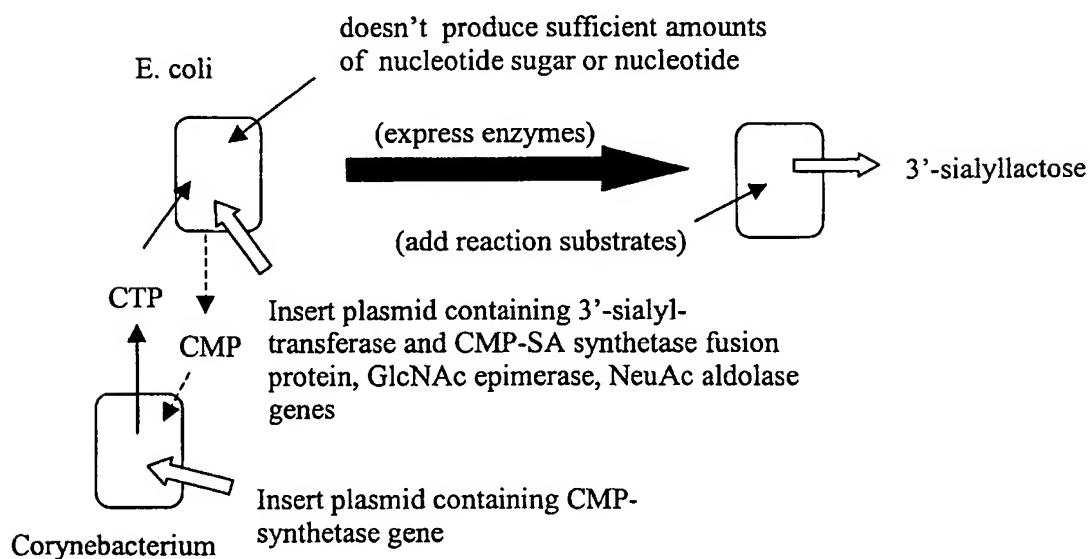 doesn't produce sufficient amounts
of nucleotide sugar or nucleotide
E. coli
(express enzymes)
3'-sialyllactose
(add reaction substrates)
CTP
CMP
Insert plasmid containing 3'-sialyl-
transferase and CMP-SA synthetase fusion
protein, GlcNAc epimerase, NeuAc aldolase
genes
Insert plasmid containing CMP-
synthetase gene
Corynebacterium